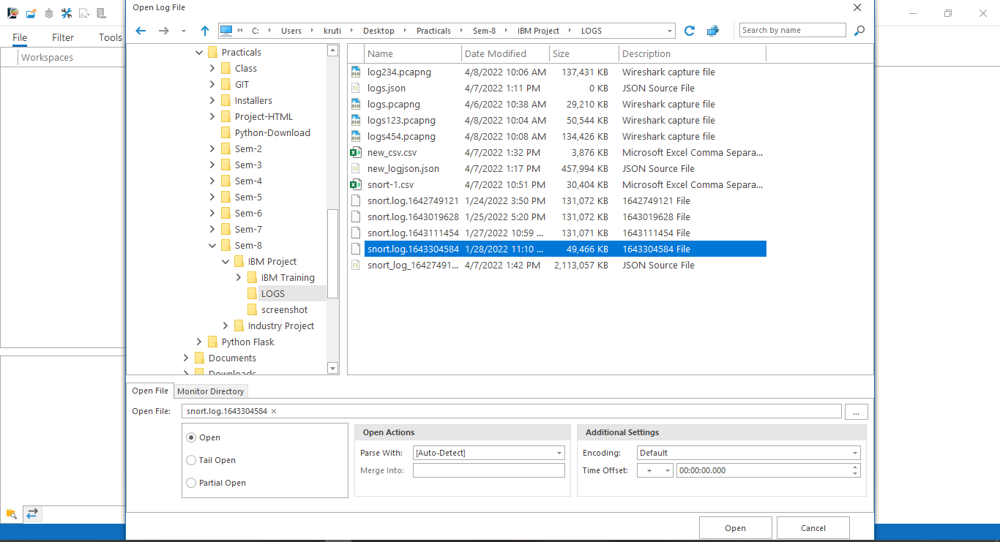 Open Log File
C: Users kruti Desktop Practicals Sem-8 IBM Project LOGS
Search by name
File Filter Tools
Workspaces
Practicals
Class
GIT
Installers
Project-HTML
Python-Download
Sem-2
Sem-3
Sem-4
Sem-5
Sem-6
Sem-7
Sem-8
IBM Project
IBM Training
LOGS
screenshot
Industry Project
Python Flask
Documents
Downloads
Name Date Modified Size Description
log234.pcapng 4/8/2022 10:06 AM 137,431 KB Wireshark capture file
logs.json 4/7/2022 1:11 PM 0 KB JSON Source File
logs.pcapng 4/6/2022 10:38 AM 29,210 KB Wireshark capture file
logs123.pcapng 4/8/2022 10:04 AM 50,544 KB Wireshark capture file
logs454.pcapng 4/8/2022 10:08 AM 134,426 KB Wireshark capture file
new_csv.csv 4/7/2022 1:32 PM 3,876 KB Microsoft Excel Comma Separa...
new_logjson.json 4/7/2022 1:17 PM 457,994 KB JSON Source File
snort-1.csv 4/7/2022 10:51 PM 30,404 KB Microsoft Excel Comma Separa...
snort.log.1642749121 1/24/2022 3:50 PM 131,072 KB 1642749121 File
snort.log.1643019628 1/25/2022 5:20 PM 131,072 KB 1643019628 File
snort.log.1643111454 1/27/2022 10:59 ... 131,071 KB 1643111454 File
snort.log.1643304584 1/28/2022 11:10 ... 49,466 KB 1643304584 File
snort_log_16427491... 4/7/2022 1:42 PM 2,113,057 KB JSON Source File
Open File Monitor Directory
Open File: snort.log.1643304584 ...
Open
Tail Open
Partial Open
Open Actions
Parse With: [Auto-Detect]
Merge Into:
Additional Settings
Encoding: Default
Time Offset: + 00:00:00.000
Open Cancel